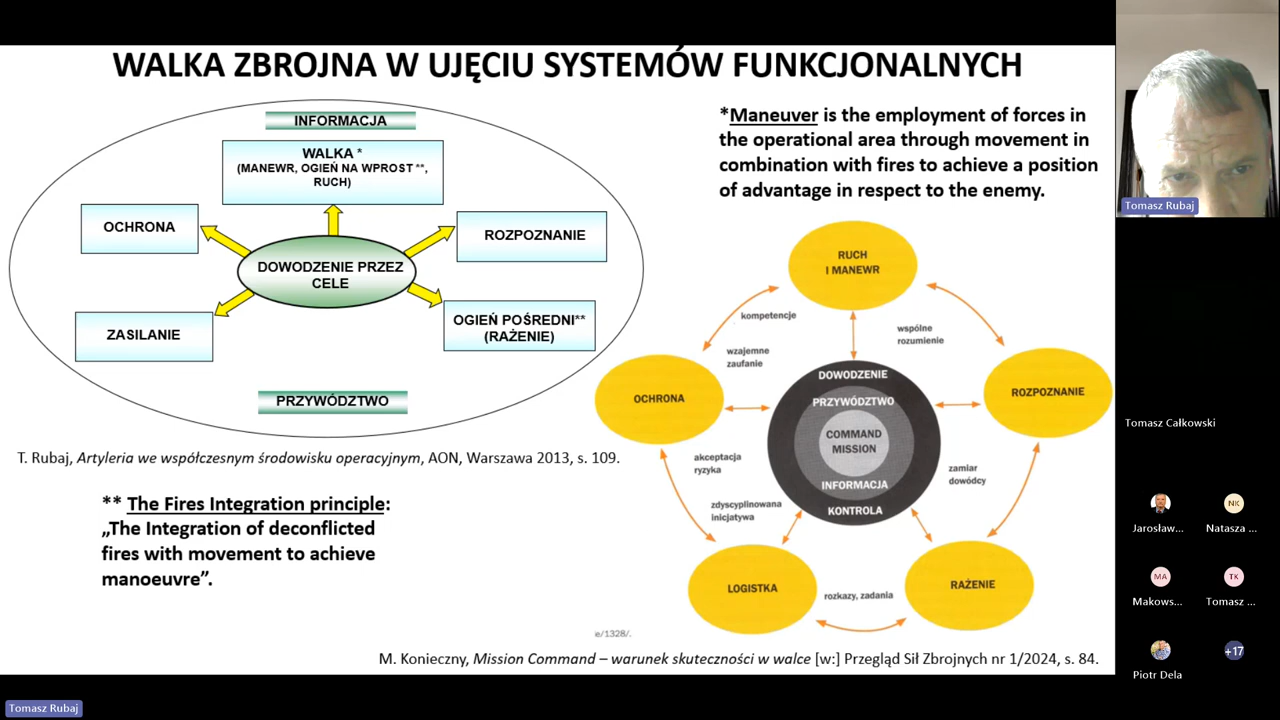 WALKA ZBROJNA W UJĘCIU SYSTEMÓW FUNKCJONALNYCH
INFORMACJA
WALKA *
(MANEWR, OGIEŃ NA WPROST **,
RUCH)
OCHRONA
ROZPOZNANIE
DOWODZENIE PRZEZ
CELE
ZASILANIE
OGIEŃ POŚREDNI**
(RAŻENIE)
PRZYWÓDZTWO
T. Rubaj, Artyleria we współczesnym środowisku operacyjnym, AON, Warszawa 2013, s. 109.
** The Fires Integration principle:
„The Integration of deconflicted
fires with movement to achieve
manoeuvre”.
*Maneuver is the employment of forces in
the operational area through movement in
combination with fires to achieve a position
of advantage in respect to the enemy.
RUCH
I MANEWR
kompetencje
wspólne
rozumienie
wzajemne
zaufanie
OCHRONA
ROZPOZNANIE
DOWODZENIE
PRZYWÓDZTWO
COMMAND
MISSION
INFORMACJA
KONTROLA
akceptacja
ryzyka
zamiar
dowódcy
zdyscyplinowana
inicjatywa
LOGISTKA
RAŻENIE
rozkazy, zadania
e/1328/.
M. Konieczny, Mission Command – warunek skuteczności w walce [w:] Przegląd Sił Zbrojnych nr 1/2024, s. 84.
Tomasz Rubaj
Tomasz Całkowski
NK
Jarosław...
Natasza ...
MA
TK
Makows...
Tomasz ...
+17
Piotr Dela
Tomasz Rubaj